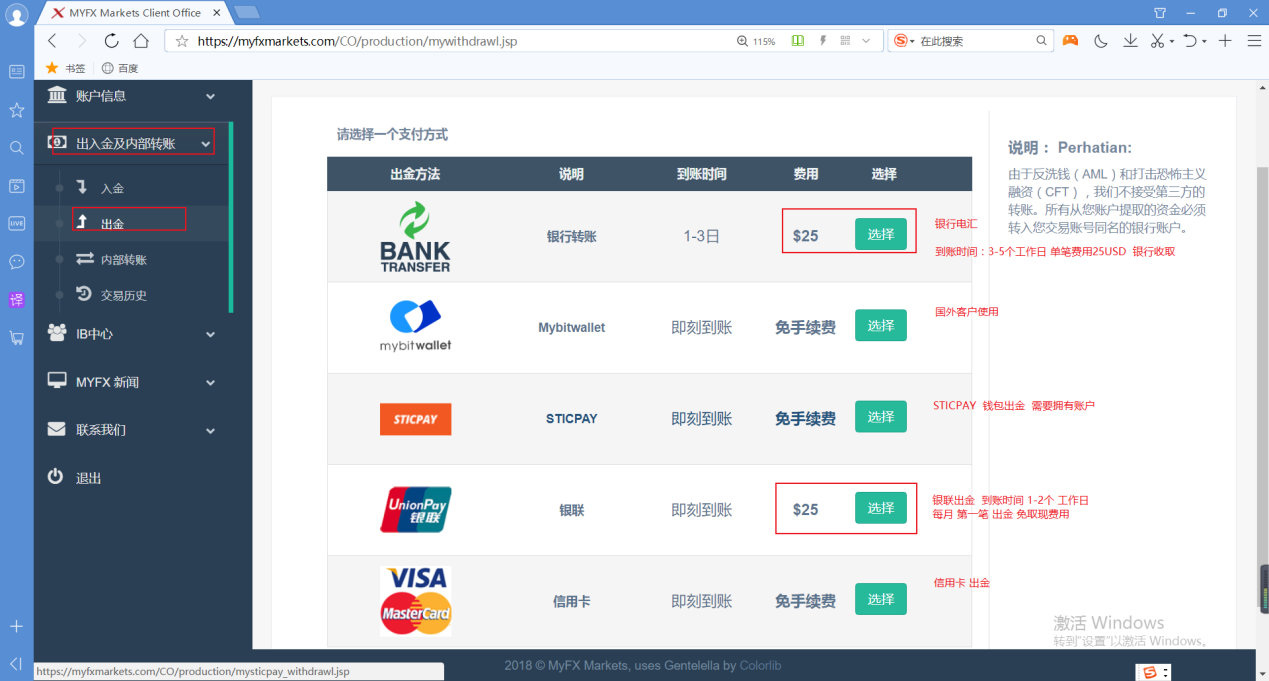 MYFX Markets Client Office
https://myfxmarkets.com/CO/production/mywithdrawl.jsp
115%
在此搜索
书签
百度
账户信息
出入金及内部转账
入金
出金
内部转账
交易历史
IB中心
MYFX 新闻
联系我们
退出
LIVE
译
请选择一个支付方式
出金方法 说明 到账时间 费用 选择
BANK
TRANSFER
银行转账 1-3日 $25 选择
银行电汇
到账时间：3-5个工作日 单笔费用25USD 银行收取
mybitwallet
Mybitwallet 即刻到账 免手续费 选择
国外客户使用
STICPAY
STICPAY 即刻到账 免手续费 选择
STICPAY 钱包出金 需要拥有账户
UnionPay
银联
银联 即刻到账 $25 选择
银联出金 到账时间 1-2个 工作日
每月 第一笔 出金 免取现费用
VISA
MasterCard
信用卡 即刻到账 免手续费 选择
信用卡 出金
说明： Perhatian:
由于反洗钱（AML）和打击恐怖主义
融资（CFT），我们不接受第三方的
转账。所有从您账户提取的资金必须
转入您交易账号同名的银行账户。
激活 Windows
转到"设置"以激活 Windows。
https://myfxmarkets.com/CO/production/mysticpay_withdrawl.jsp
2018 © MyFX Markets, uses Gentelella by Colorlib